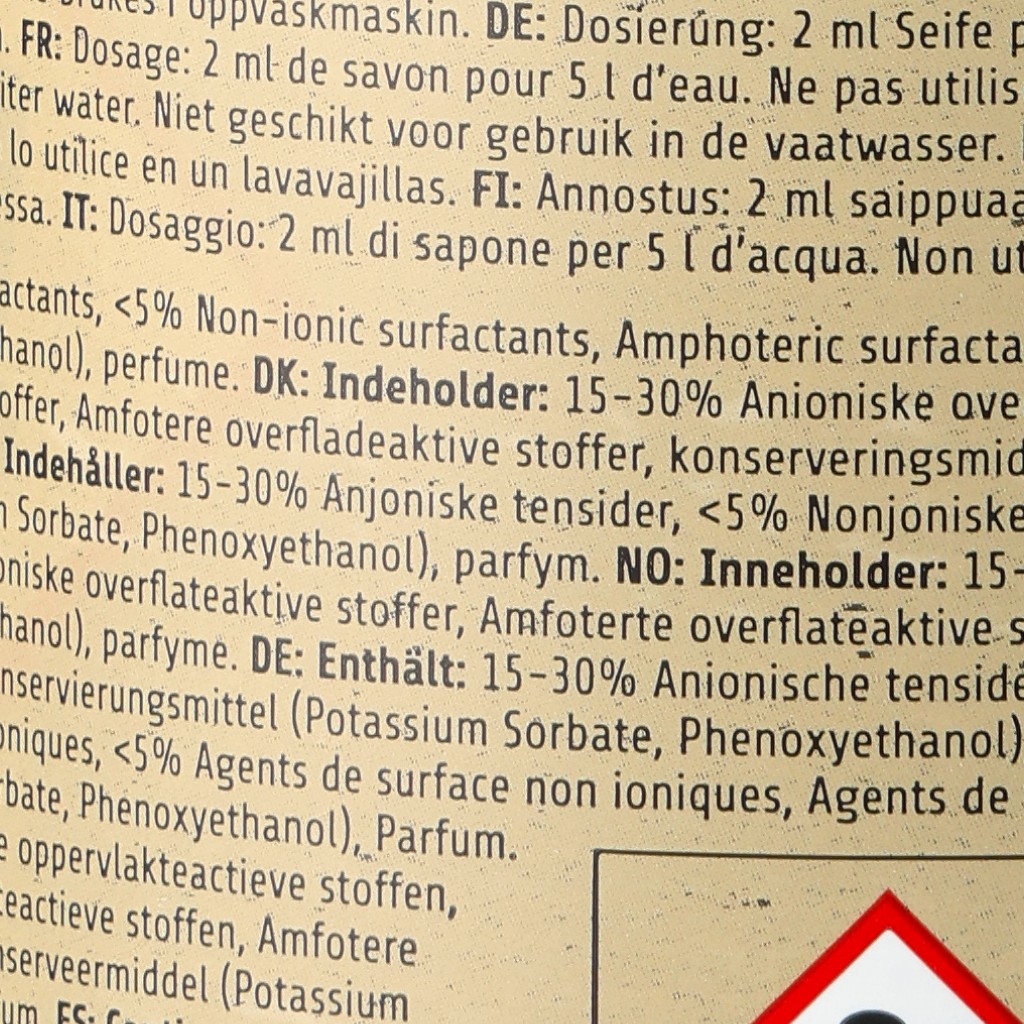 oppvaskmaskin. DE: Dosierung: 2 ml Seife
FR: Dosage: 2 ml de savon pour 5 l d'eau. Ne pas utilis
iter water. Niet geschikt voor gebruik in de vaatwasser.
lo utilice en un lavavajillas. FI: Annostus: 2 ml saippuaa
ssa. IT: Dosaggio: 2 ml di sapone per 5 l d'acqua. Non ut
actants, <5% Non-ionic surfactants, Amphoteric surfacta
hanol), perfume. DK: Indeholder: 15-30% Anioniske ove
offer, Amfotere overfladeaktive stoffer, konserveringsmid
Indehåller: 15-30% Anjoniske tensider, <5% Nonjoniske
Sorbate, Phenoxyethanol), parfym. NO: Inneholder: 15-
oniske overflateaktive stoffer, Amfoterte overflateaktive s
hanol), parfyme. DE: Enthält: 15-30% Anionische tenside
nservierungsmittel (Potassium Sorbate, Phenoxyethanol)
oniques, <5% Agents de surface non ioniques, Agents de
rbate, Phenoxyethanol), Parfum.
e oppervlakteactieve stoffen,
teactieve stoffen, Amfotere
nserveermiddel (Potassium
um. ES: